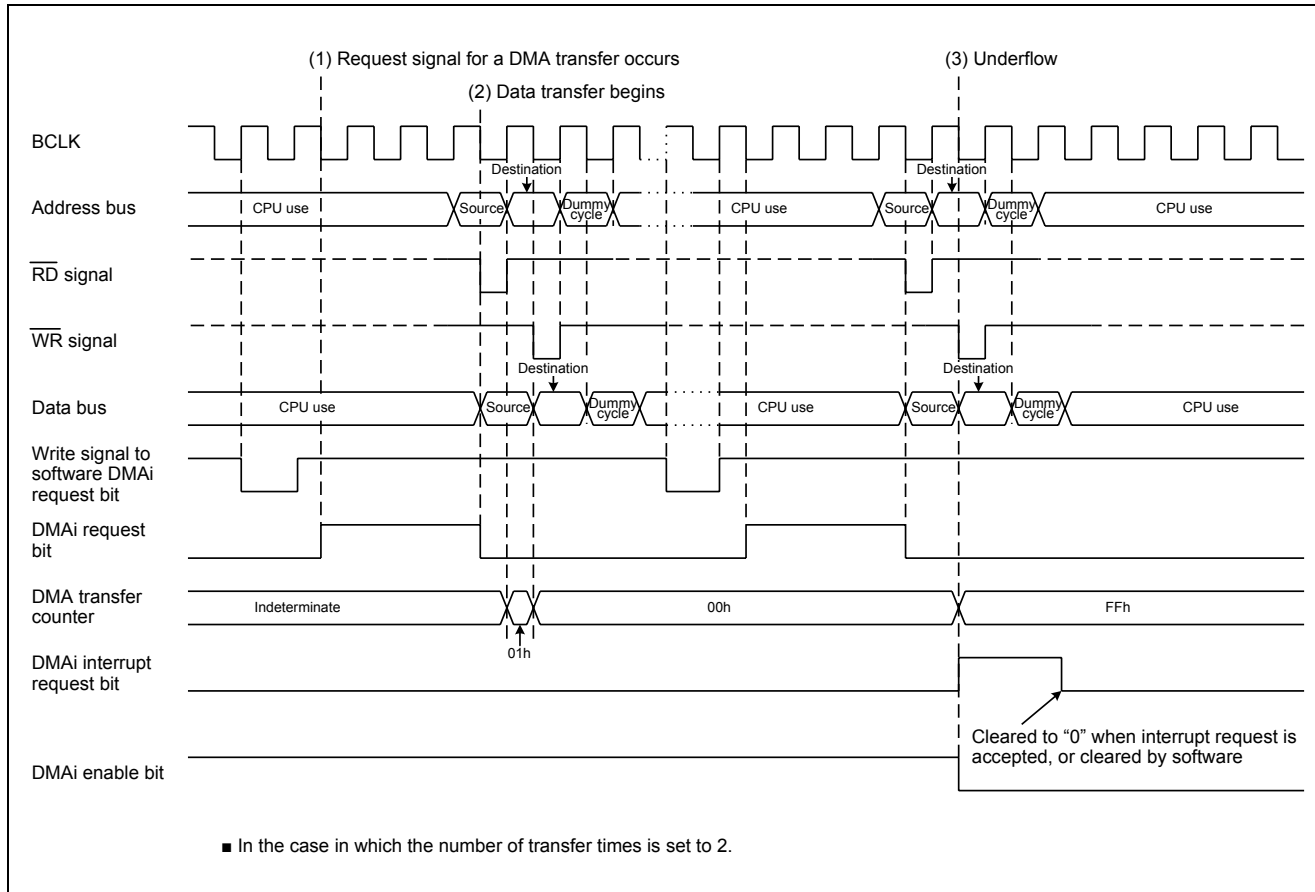 (1) Request signal for a DMA transfer occurs
(3) Underflow
(2) Data transfer begins
BCLK
Destination
Destination
Address bus
CPU use
Source
Dummy
cycle
CPU use
Source
Dummy
cycle
CPU use
RD signal
WR signal
Destination
Destination
Data bus
CPU use
Source
Dummy
cycle
CPU use
Source
Dummy
cycle
CPU use
Write signal to
software DMAi
request bit
DMAi request
bit
DMA transfer
counter
Indeterminate
00h
FFh
01h
DMAi interrupt
request bit
Cleared to “0” when interrupt request is
accepted, or cleared by software
DMAi enable bit
■ In the case in which the number of transfer times is set to 2.